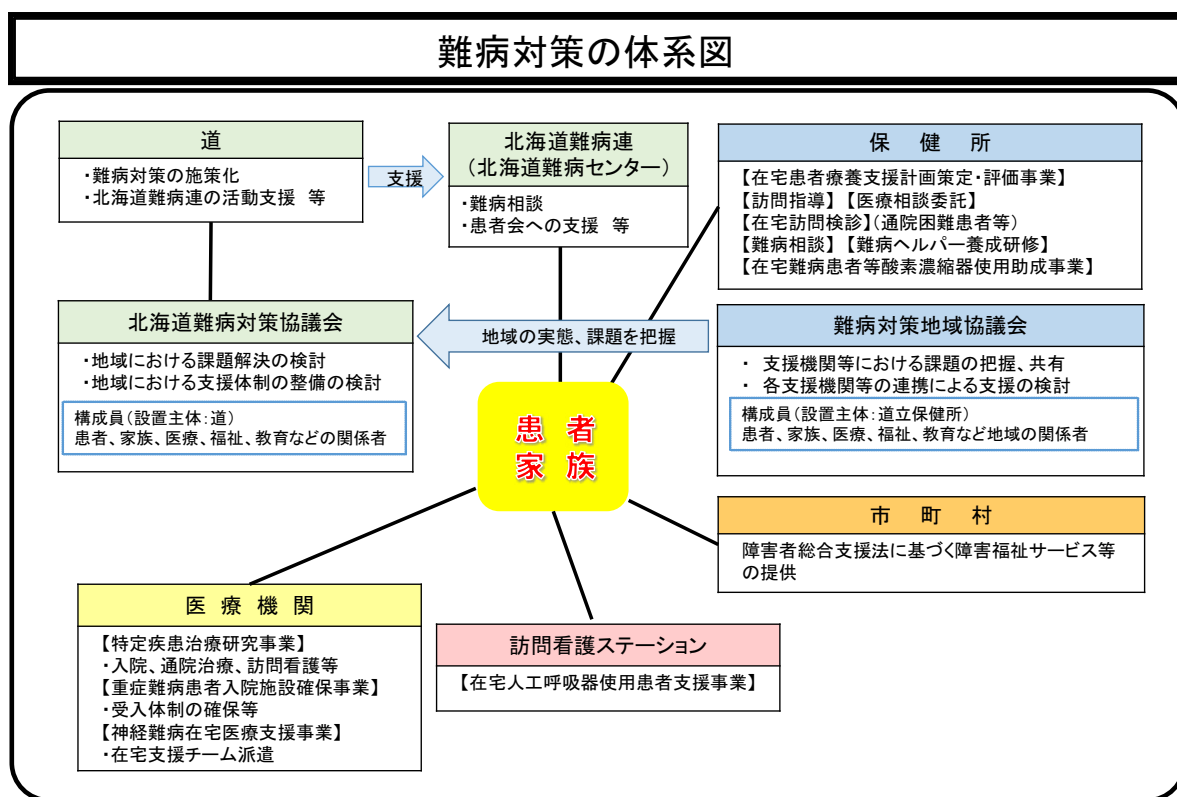 難病対策の体系図
道
・難病対策の施策化
・北海道難病連の活動支援 等
支援
北海道難病連
（北海道難病センター）
・難病相談
・患者会への支援 等
保 健 所
【在宅患者療養支援計画策定・評価事業】
【訪問指導】【医療相談委託】
【在宅訪問検診】（通院困難患者等）
【難病相談】【難病ヘルパー養成研修】
【在宅難病患者等酸素濃縮器使用助成事業】
北海道難病対策協議会
・地域における課題解決の検討
・地域における支援体制の整備の検討
構成員（設置主体：道）
患者、家族、医療、福祉、教育などの関係者
地域の実態、課題を把握
難病対策地域協議会
・ 支援機関等における課題の把握、共有
・ 各支援機関等の連携による支援の検討
構成員（設置主体：道立保健所）
患者、家族、医療、福祉、教育など地域の関係者
患 者
家 族
市 町 村
障害者総合支援法に基づく障害福祉サービス等
の提供
医 療 機 関
【特定疾患治療研究事業】
・入院、通院治療、訪問看護等
【重症難病患者入院施設確保事業】
・受入体制の確保等
【神経難病在宅医療支援事業】
・在宅支援チーム派遣
訪問看護ステーション
【在宅人工呼吸器使用患者支援事業】